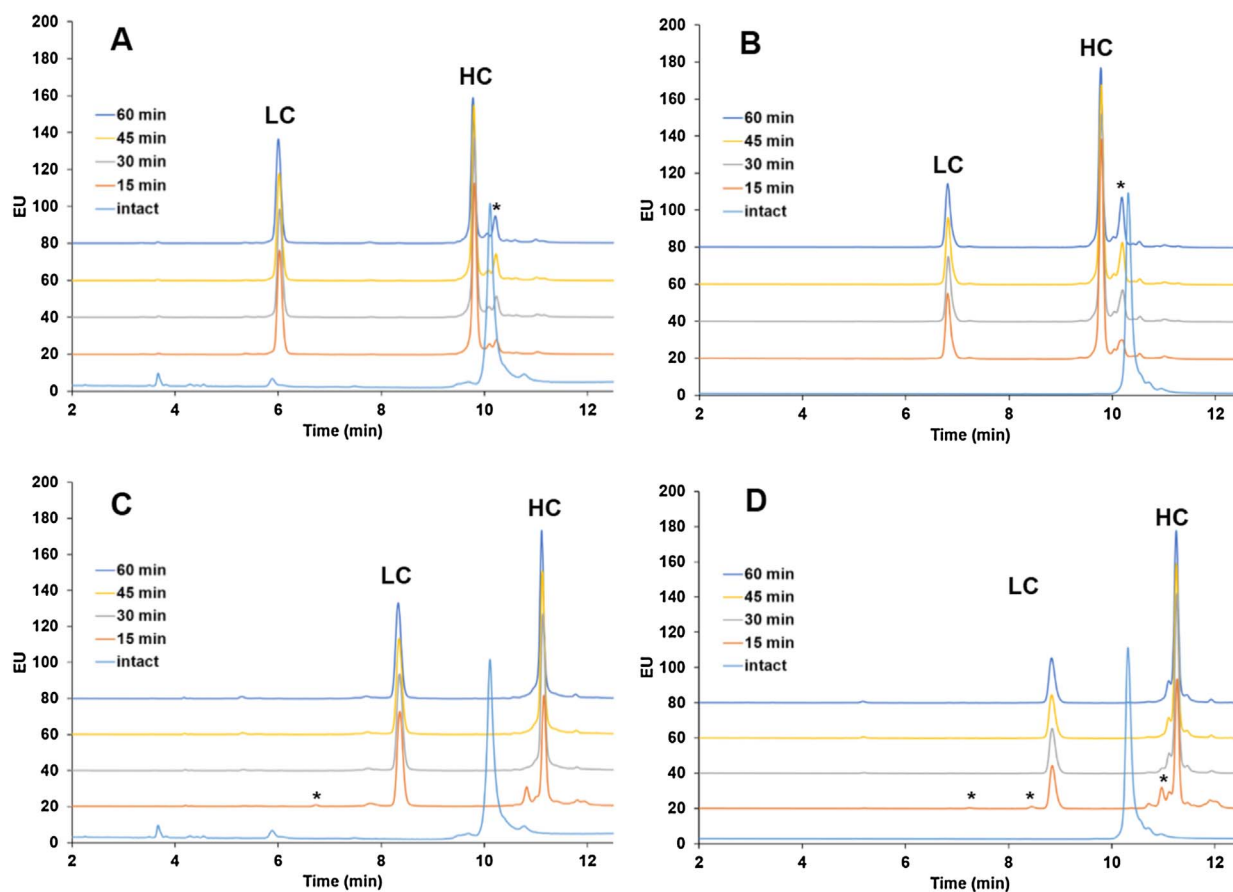 A
200
180
160
140
120
100
80
60
40
20
0
EU
60 min
45 min
30 min
15 min
intact
LC
HC
*
2 4 6 8 10 12
Time (min)
B
200
180
160
140
120
100
80
60
40
20
0
EU
60 min
45 min
30 min
15 min
intact
LC
HC
*
2 4 6 8 10 12
Time (min)
C
200
180
160
140
120
100
80
60
40
20
0
EU
60 min
45 min
30 min
15 min
intact
LC
HC
*
2 4 6 8 10 12
Time (min)
D
200
180
160
140
120
100
80
60
40
20
0
EU
60 min
45 min
30 min
15 min
intact
LC
HC
* * *
2 4 6 8 10 12
Time (min)